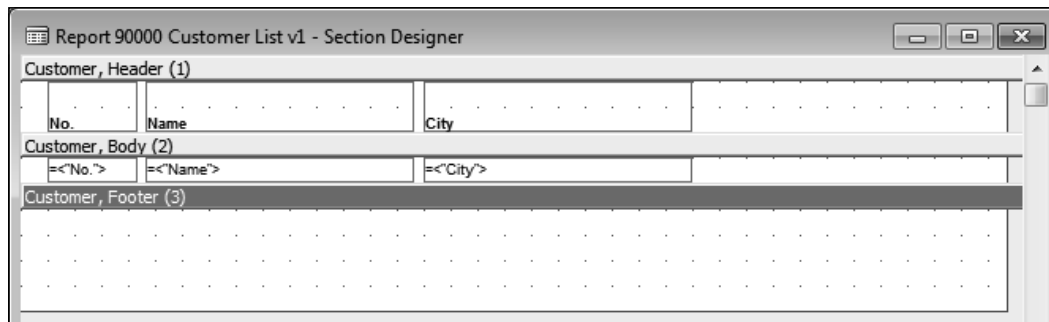 Report 90000 Customer List v1 - Section Designer
Customer, Header (1)
No. Name City
Customer, Body (2)
=<"No."> =<"Name"> =<"City">
Customer, Footer (3)